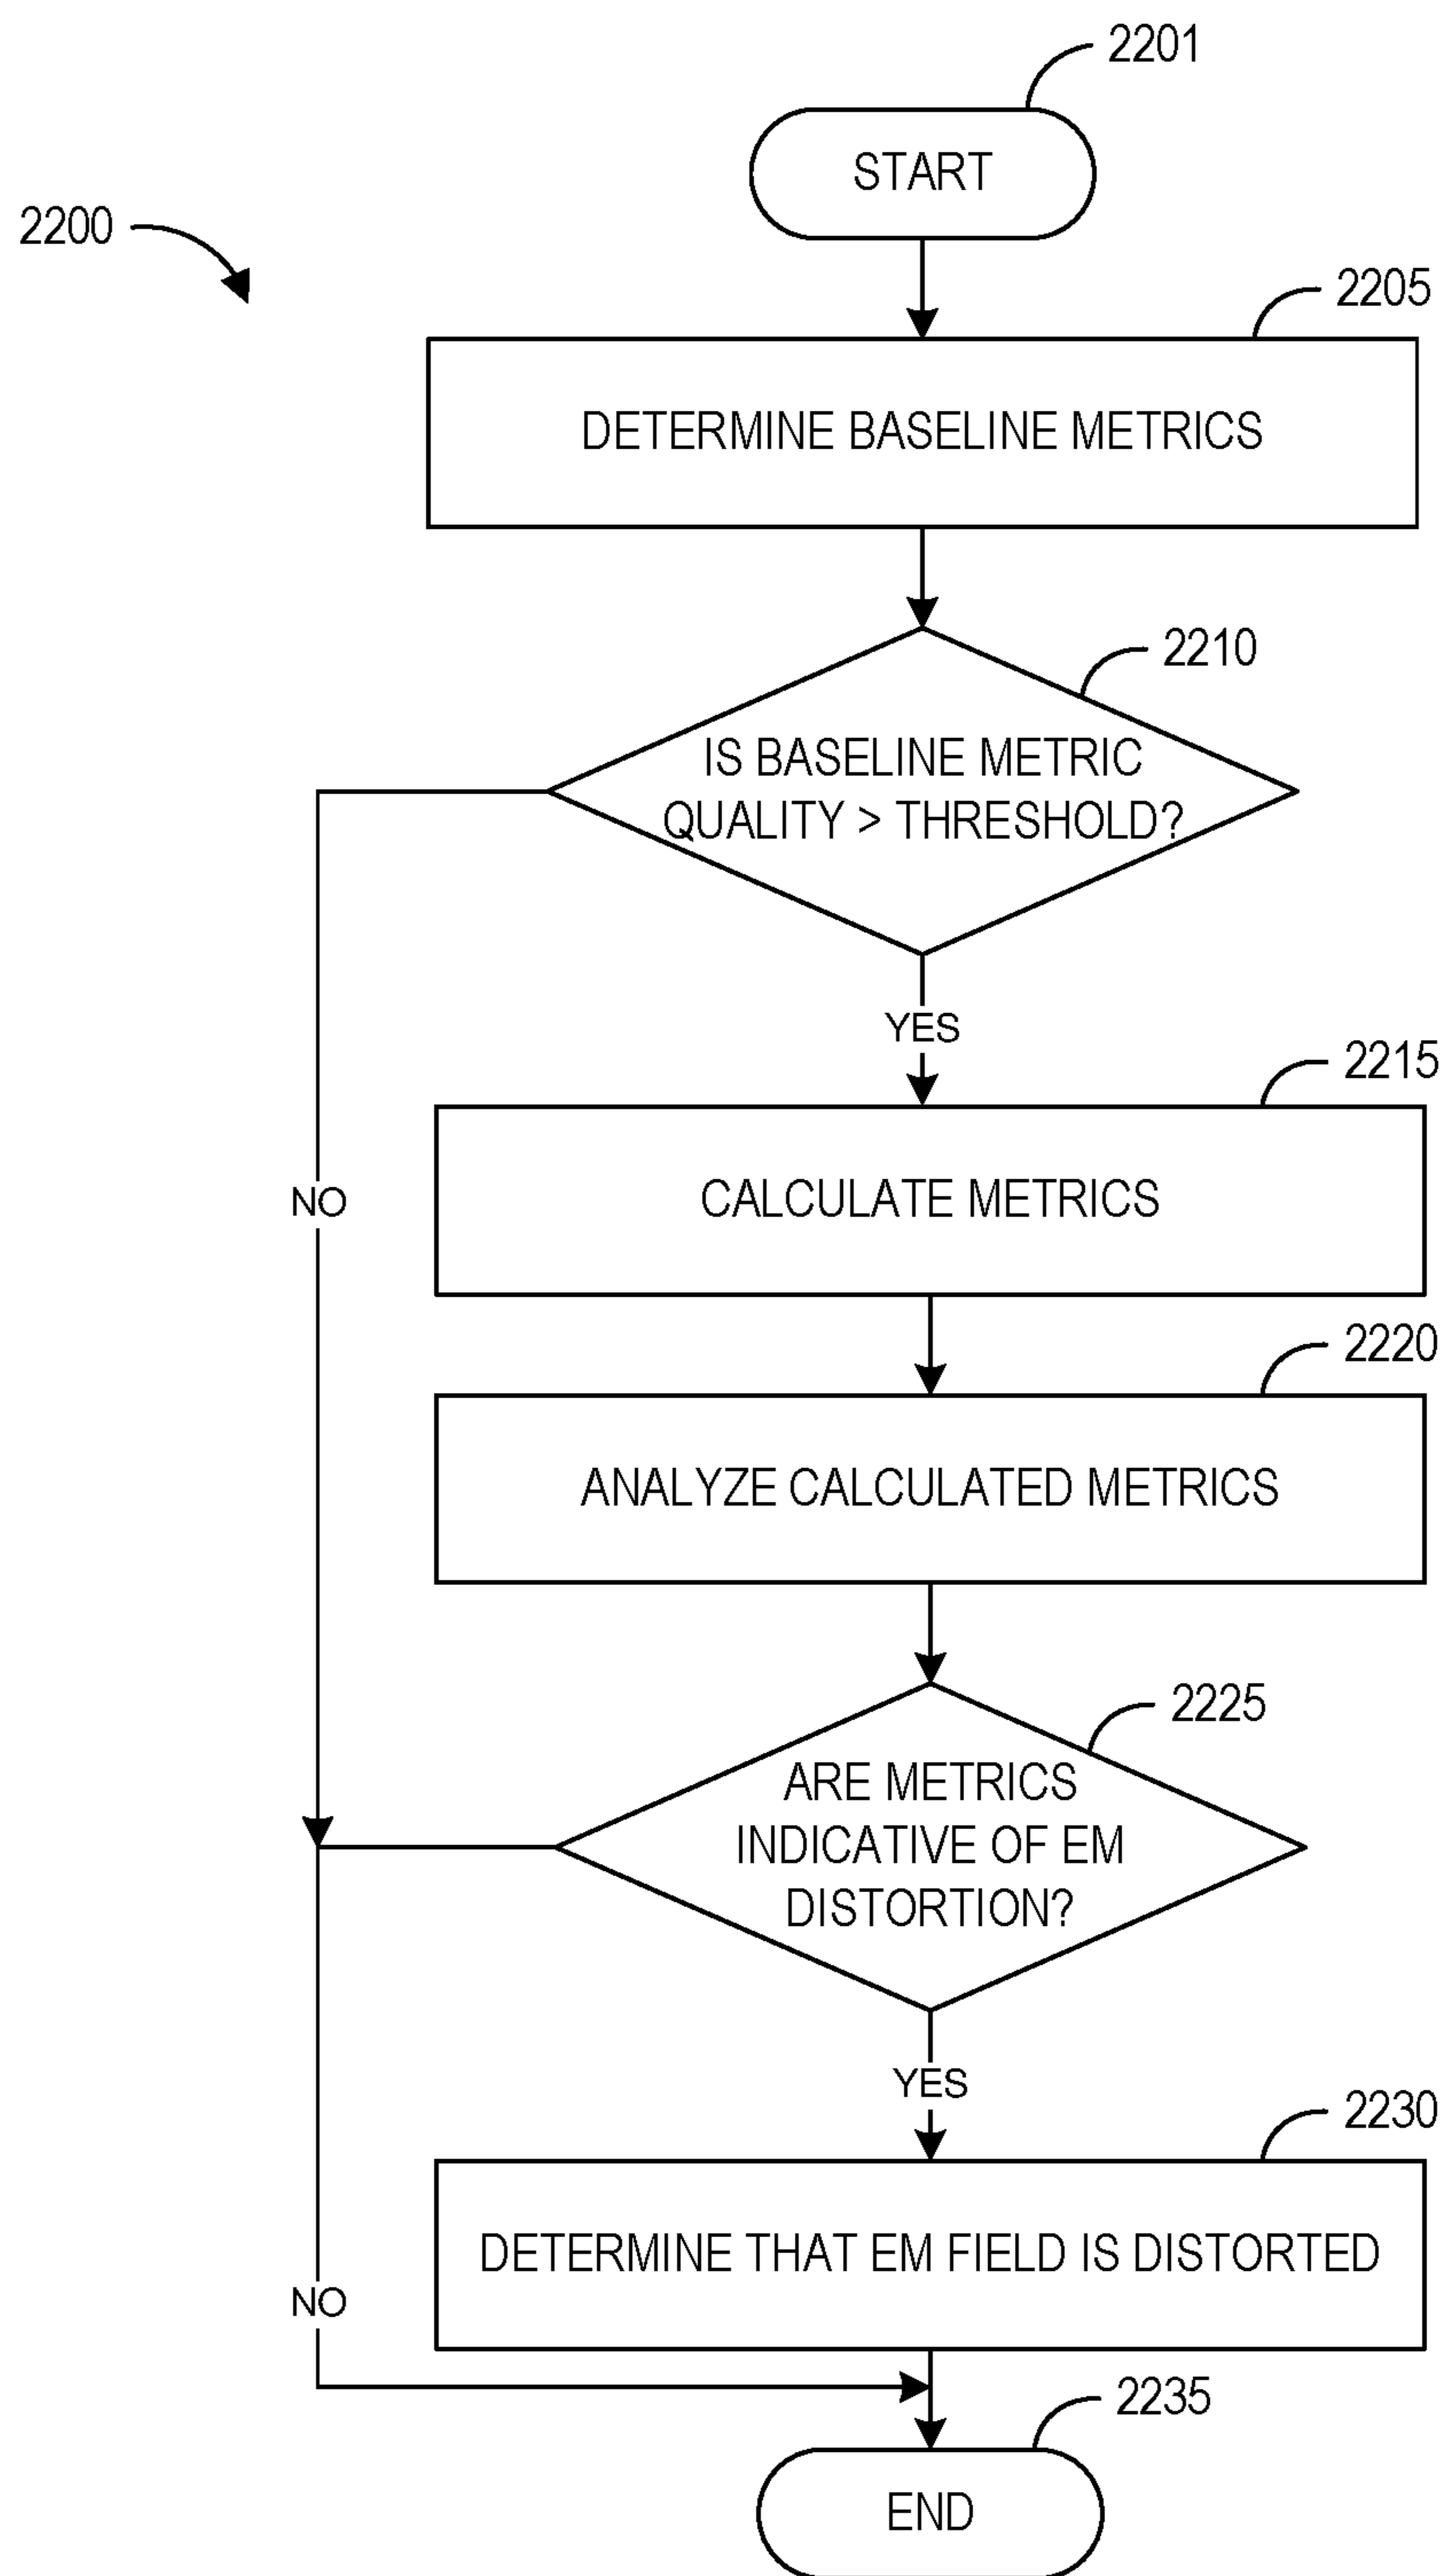 2201
START
2200
2205
DETERMINE BASELINE METRICS
2210
IS BASELINE METRIC
QUALITY > THRESHOLD?
YES
2215
NO
CALCULATE METRICS
2220
ANALYZE CALCULATED METRICS
2225
ARE METRICS
INDICATIVE OF EM
DISTORTION?
YES
2230
DETERMINE THAT EM FIELD IS DISTORTED
NO
2235
END